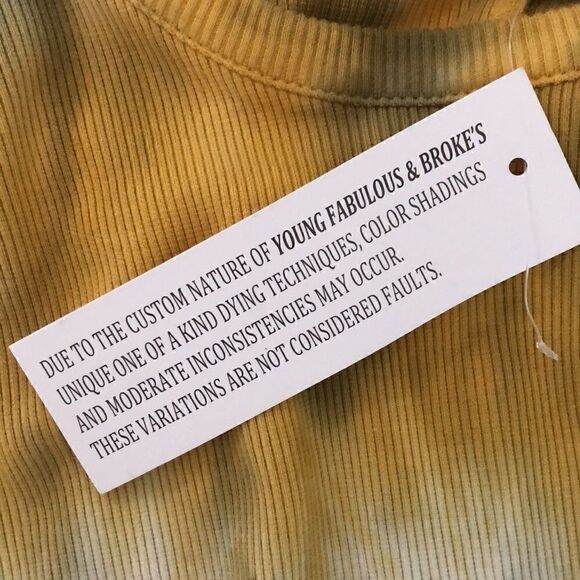 DUE TO THE CUSTOM NATURE OF YOUNG FABULOUS & BROKE'S
UNIQUE ONE OF A KIND DYING TECHNIQUES, COLOR SHADINGS
AND MODERATE INCONSISTENCIES MAY OCCUR.
THESE VARIATIONS ARE NOT CONSIDERED FAULTS.